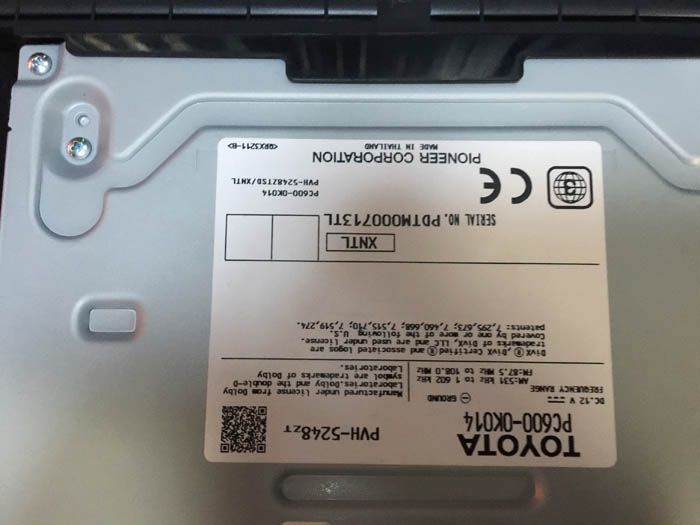 TOYOTA
PC600-0K014
PVH-5248ZT
DC.12 V
GROUND
FREQUENCY RANGE
AM:531 kHz to 1 602 kHz
FM:87.5 MHz to 108.0 MHz
Manufactured under license from Dolby
Laboratories.Dolby and the double-D
symbol are trademarks of Dolby
Laboratories.
DivX ®, DivX Certified ® and associated logos are
trademarks of DivX, LLC and are used under license.
Covered by one or more of the following U.S.
patents: 7,295,673; 7,460,668; 7,515,710; 7,519,274.
XNTL
SERIAL NO. PDTM000713TL
3
CE
PC600-0K014
PVH-5248ZTSD/XNTL
PIONEER CORPORATION
MADE IN THAILAND
<QRX3211-B>